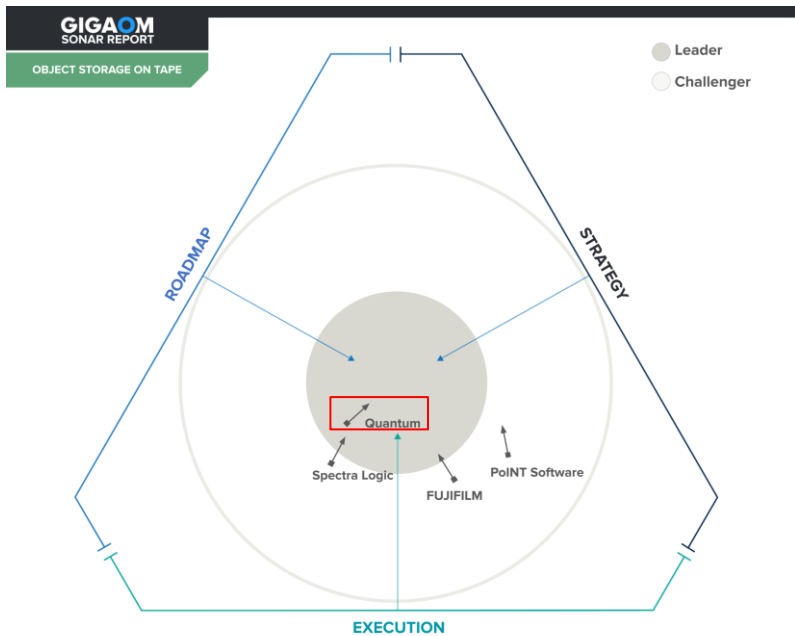 GIGAOM
SONAR REPORT
OBJECT STORAGE ON TAPE
Leader
Challenger
ROADMAP
STRATEGY
Quantum
Spectra Logic
PoINT Software
FUJIFILM
EXECUTION